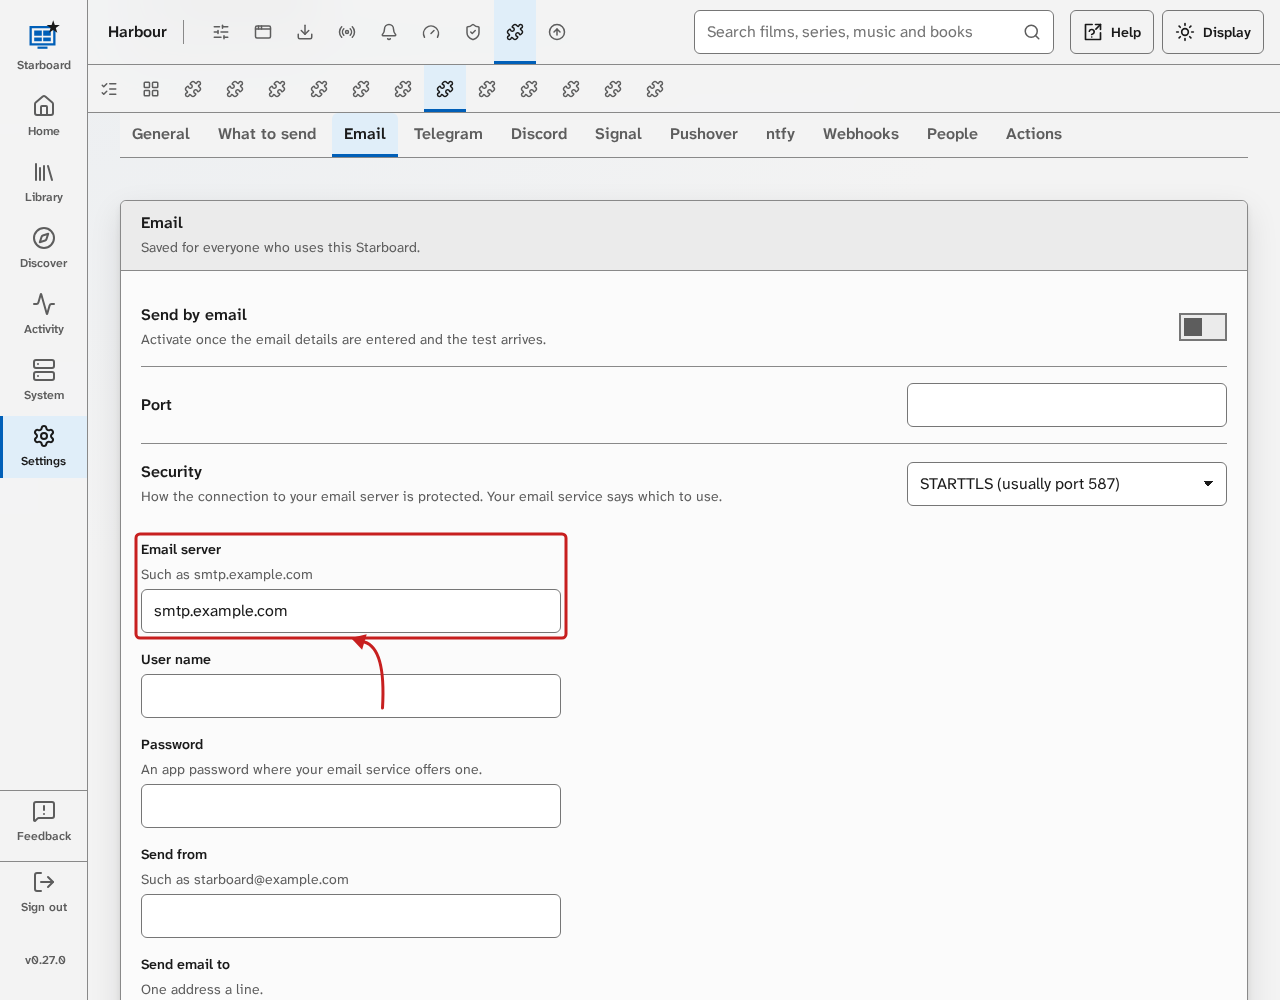 Starboard
Home
Library
Discover
Activity
System
Settings
Feedback
Sign out
v0.27.0
Harbour
Search films, series, music and books
Help
Display
General
What to send
Email
Telegram
Discord
Signal
Pushover
ntfy
Webhooks
People
Actions
Email
Saved for everyone who uses this Starboard.
Send by email
Activate once the email details are entered and the test arrives.
Port
Security
How the connection to your email server is protected. Your email service says which to use.
STARTTLS (usually port 587)
Email server
Such as smtp.example.com
smtp.example.com
User name
Password
An app password where your email service offers one.
Send from
Such as starboard@example.com
Send email to
One address a line.